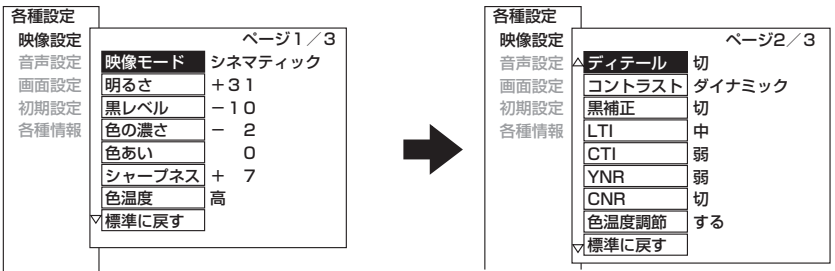 各種設定
映像設定
音声設定
画面設定
初期設定
各種情報
ページ1／3
映像モード シネマティック
明るさ ＋31
黒レベル －10
色の濃さ － 2
色あい 0
シャープネス ＋ 7
色温度 高
▽標準に戻す
各種設定
映像設定
音声設定
画面設定
初期設定
各種情報
ページ2／3
△ディテール 切
コントラスト ダイナミック
黒補正 切
LTI 中
CTI 弱
YNR 弱
CNR 切
色温度調節 する
▽標準に戻す